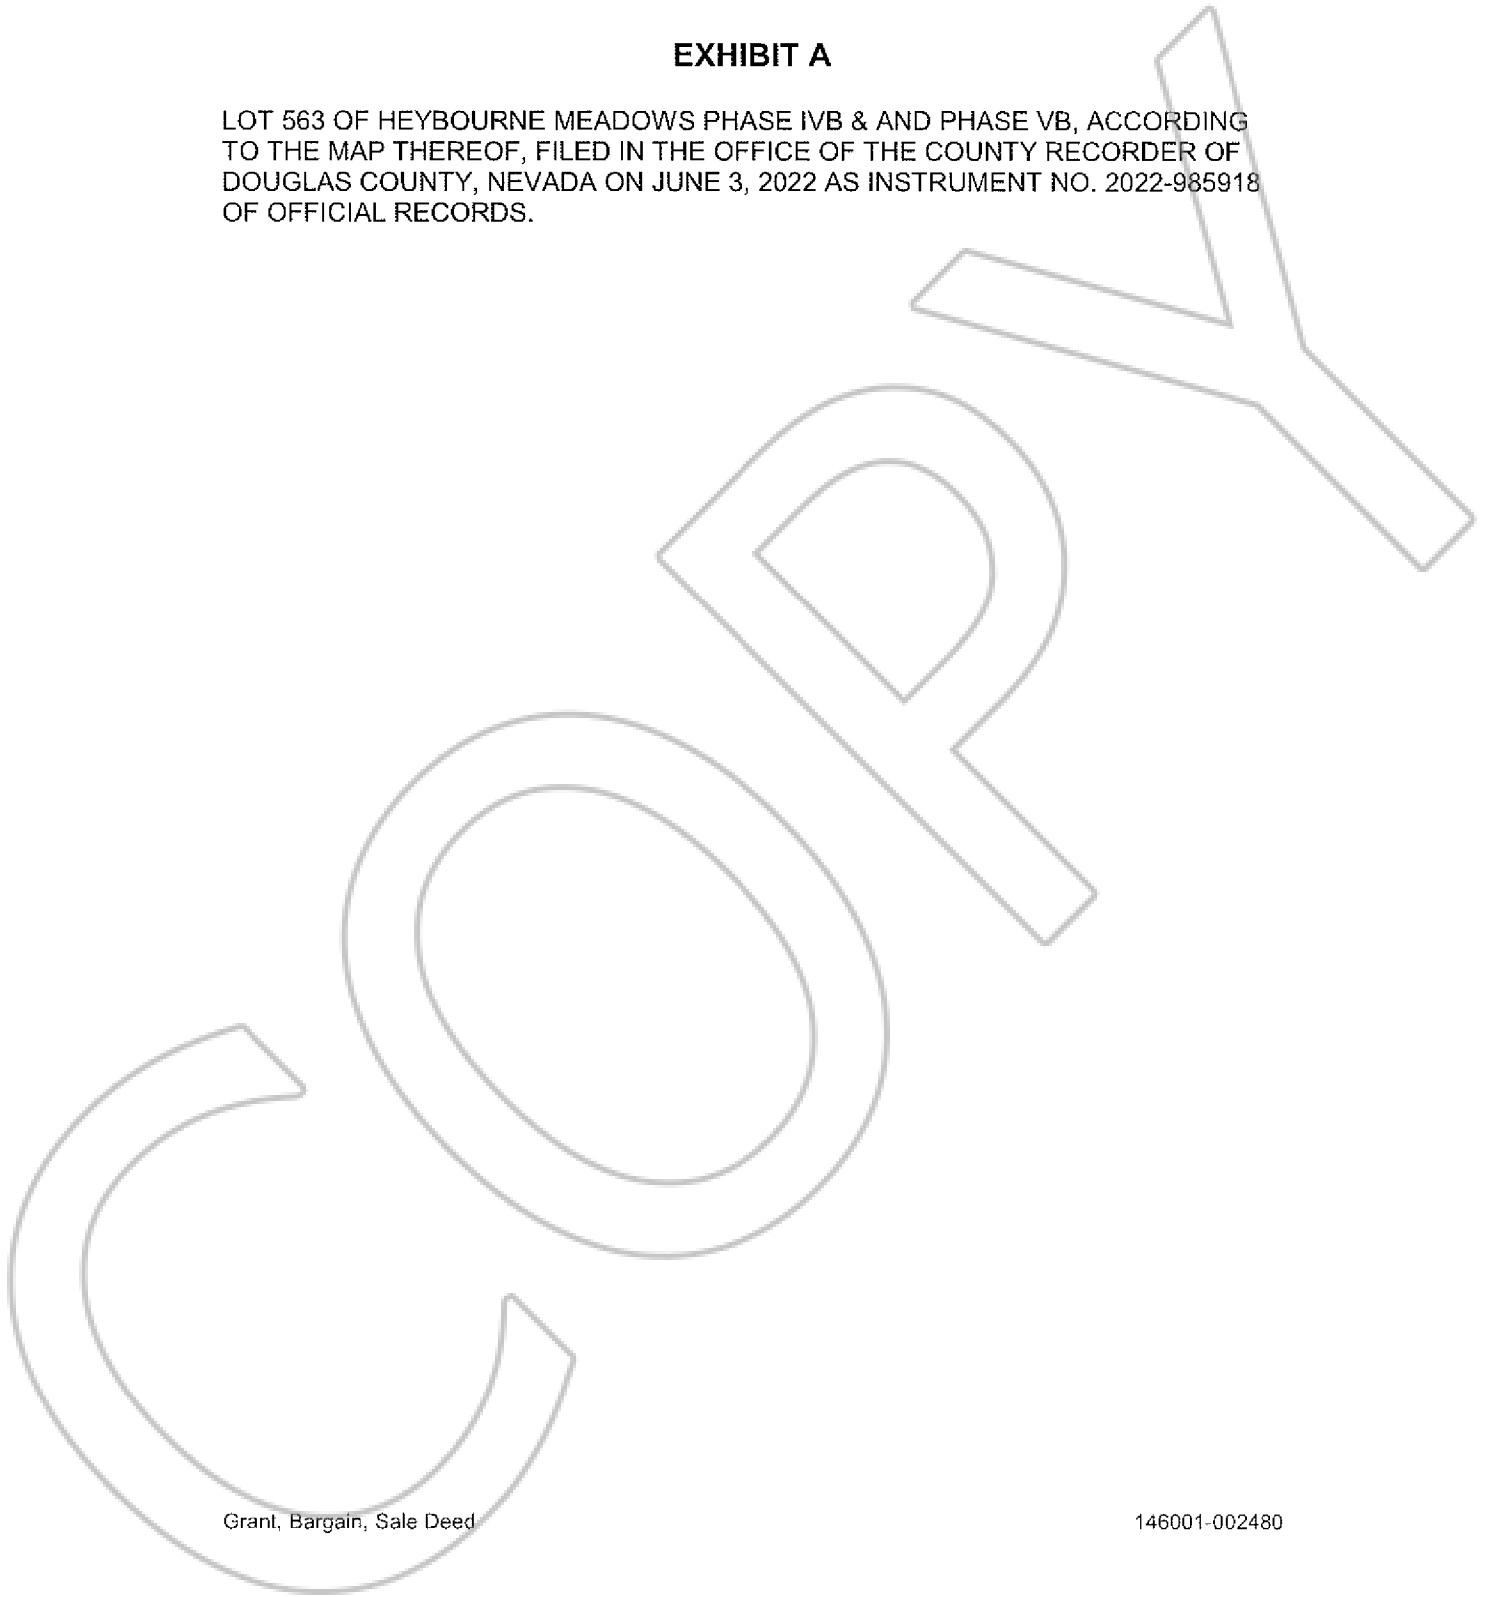 EXHIBIT A
LOT 563 OF HEYBOURNE MEADOWS PHASE IVB & AND PHASE VB, ACCORDING
TO THE MAP THEREOF, FILED IN THE OFFICE OF THE COUNTY RECORDER OF
DOUGLAS COUNTY, NEVADA ON JUNE 3, 2022 AS INSTRUMENT NO. 2022-985918
OF OFFICIAL RECORDS.
COPY
Grant, Bargain, Sale Deed
146001-002480